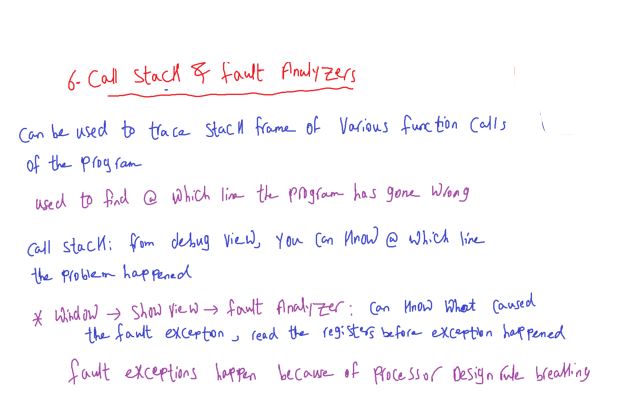 6- Call Stack & fault Analyzers
Can be used to trace stack frame of Various function Calls
of the program
used to find @ which line the program has gone wrong
Call stack: from debug view, you can know @ which line
the problem happened
* Window → Show view → fault Analyzer: can know what caused
the fault excepton, read the registers before exception happened
fault exceptions happen because of processor Design rule breaking